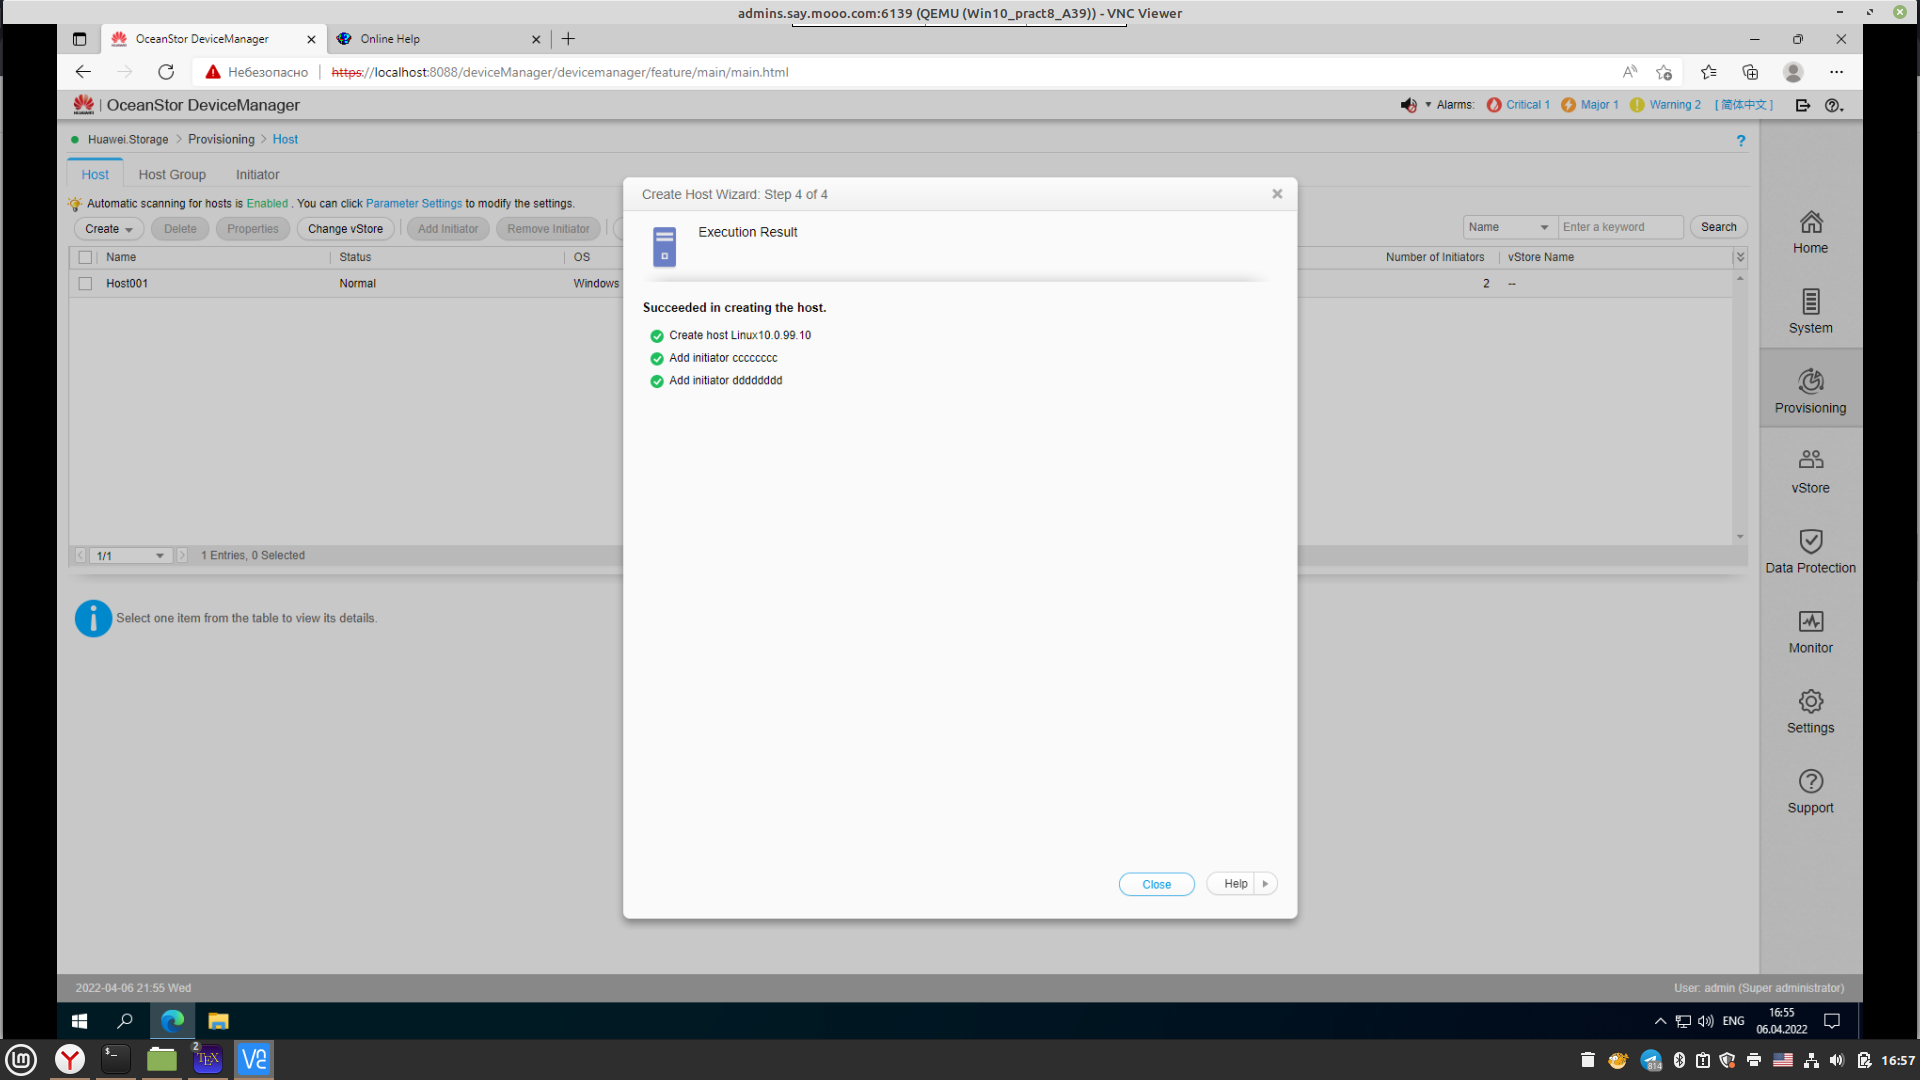 admins.say.mooo.com:6139 (QEMU (Win10_pract8_A39)) - VNC Viewer
OceanStor DeviceManager
Online Help
Небезопасно
https://localhost:8088/deviceManager/devicemanager/feature/main/main.html
HUAWEI | OceanStor DeviceManager
Alarms: Critical 1 Major 1 Warning 2 [ 简体中文 ]
Huawei.Storage > Provisioning > Host
?
Host Host Group Initiator
Automatic scanning for hosts is Enabled . You can click Parameter Settings to modify the settings.
Create Delete Properties Change vStore Add Initiator Remove Initiator
Name Enter a keyword Search
Name Status OS Number of Initiators vStore Name
Host001 Normal Windows 2 --
1/1 1 Entries, 0 Selected
Select one item from the table to view its details.
Create Host Wizard: Step 4 of 4
Execution Result
Succeeded in creating the host.
Create host Linux10.0.99.10
Add initiator cccccccc
Add initiator dddddddd
Close Help
Home
System
Provisioning
vStore
Data Protection
Monitor
Settings
Support
2022-04-06 21:55 Wed
User: admin (Super administrator)
ENG
16:55
06.04.2022
2
TEX
814
16:57